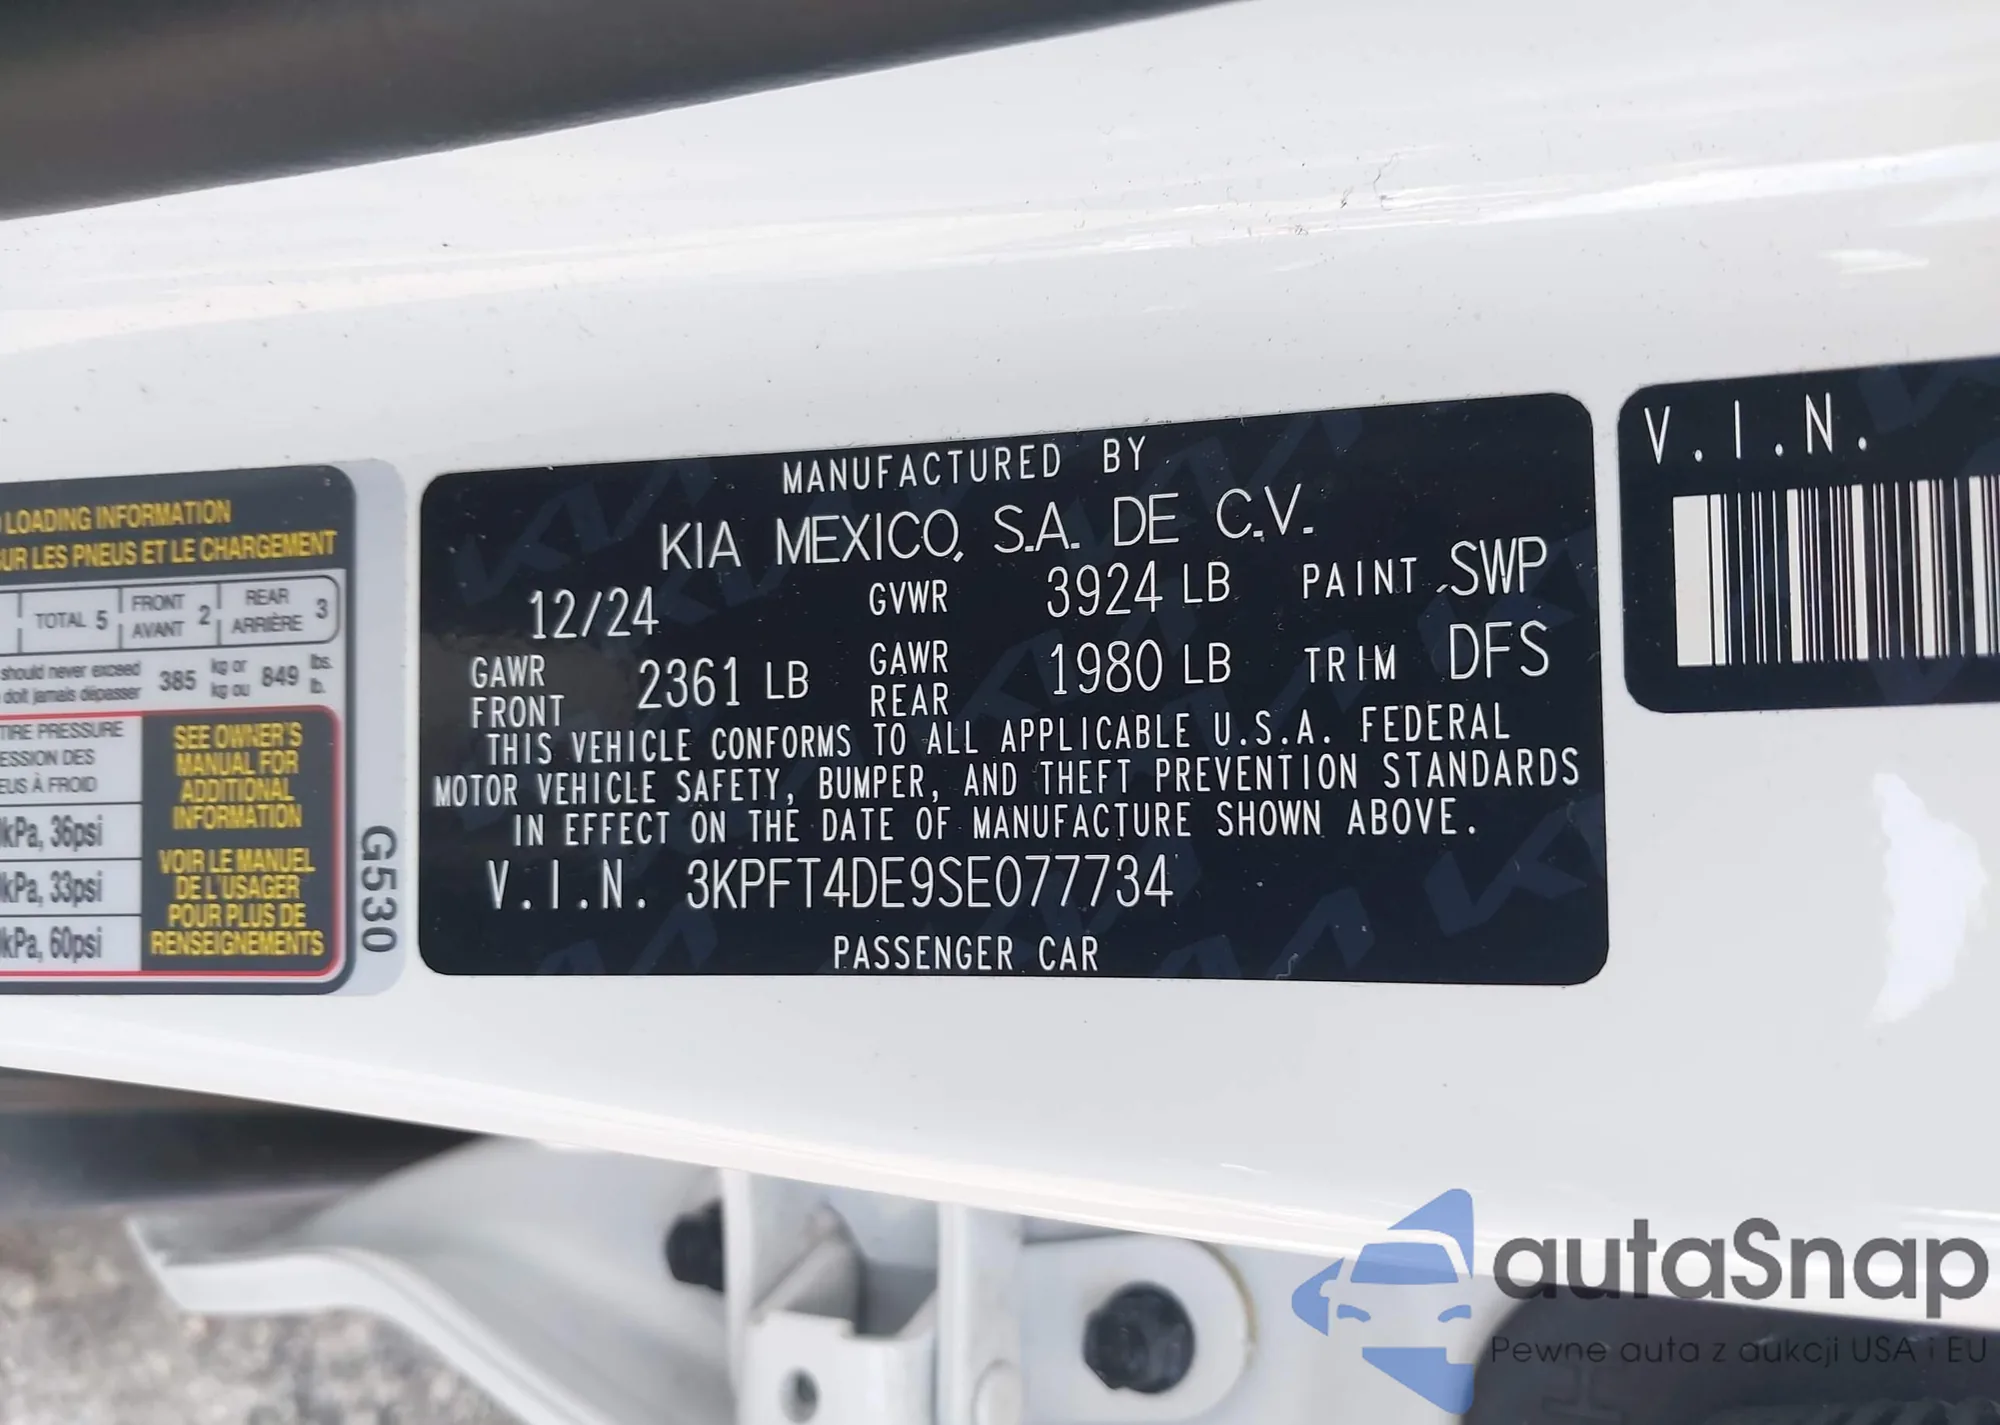 LOADING INFORMATION
SUR LES PNEUS ET LE CHARGEMENT
TOTAL 5 FRONT AVANT 2 REAR ARRIÈRE 3
should never exceed
doit jamais dépasser 385 kg or kg ou 849 lbs. lb.
TIRE PRESSURE
DES
À FROID
kPa, 36psi
kPa, 33psi
kPa, 60psi
SEE OWNER'S
MANUAL FOR
ADDITIONAL
INFORMATION
VOIR LE MANUEL
DE L'USAGER
POUR PLUS DE
RENSEIGNEMENTS
G530
MANUFACTURED BY
KIA MEXICO, S.A. DE C.V.
12/24 GVWR 3924 LB PAINT SWP
GAWR FRONT 2361 LB GAWR REAR 1980 LB TRIM DFS
THIS VEHICLE CONFORMS TO ALL APPLICABLE U.S.A. FEDERAL
MOTOR VEHICLE SAFETY, BUMPER, AND THEFT PREVENTION STANDARDS
IN EFFECT ON THE DATE OF MANUFACTURE SHOWN ABOVE.
V.I.N. 3KPFT4DE9SE077734
PASSENGER CAR
V.I.N.
autaSnap
Pewne auta z aukcji USA i EU